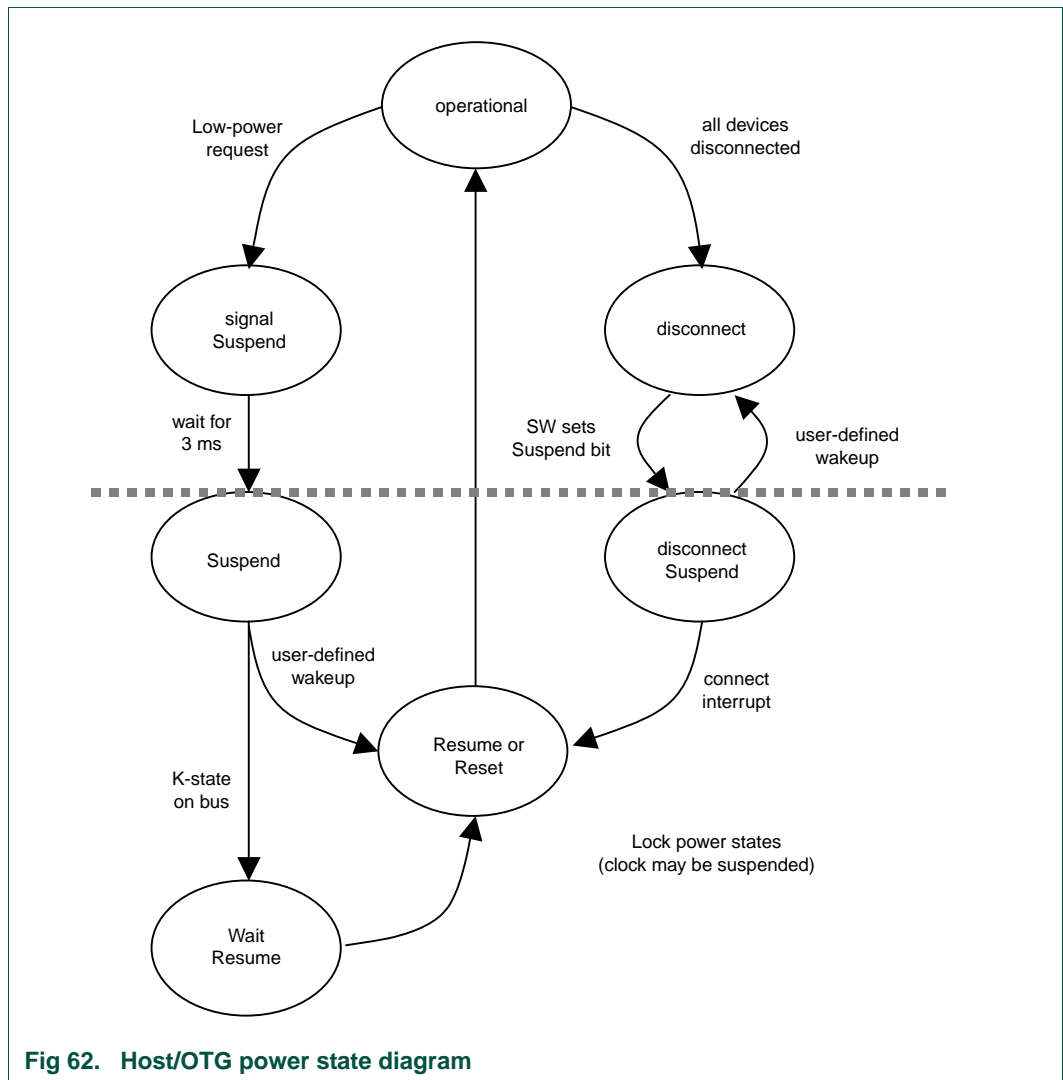 operational
Low-power
request
all devices
disconnected
signal
Suspend
disconnect
wait for
3 ms
SW sets
Suspend bit
user-defined
wakeup
Suspend
disconnect
Suspend
user-defined
wakeup
connect
interrupt
Resume or
Reset
K-state
on bus
Lock power states
(clock may be suspended)
Wait
Resume
Fig 62. Host/OTG power state diagram